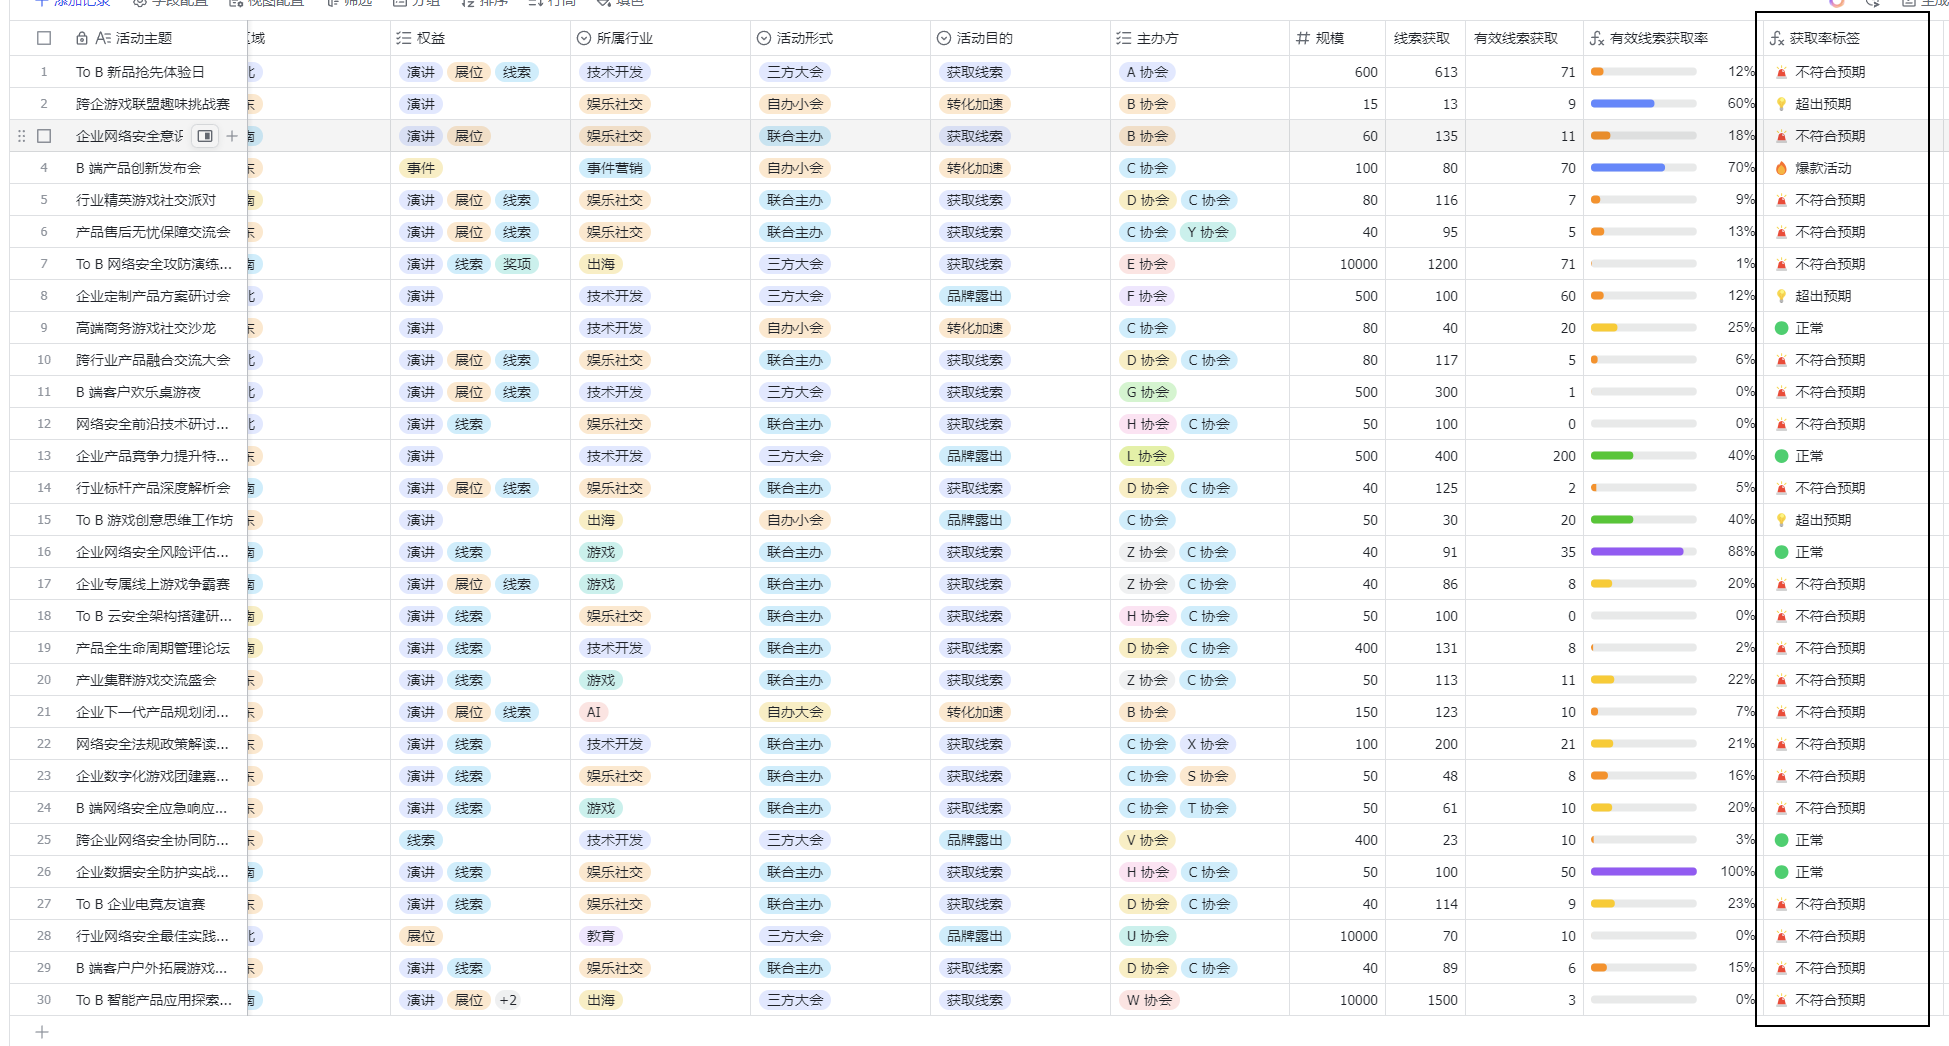 添加记录 字段配置 视图配置 筛选 分组 排序 行高 填色 生成
活动主题 区域 权益 所属行业 活动形式 活动目的 主办方 规模 线索获取 有效线索获取 有效线索获取率 获取率标签
1 To B 新品抢先体验日 北 演讲 展位 线索 技术开发 三方大会 获取线索 A 协会 600 613 71 12% 不符合预期
2 跨企游戏联盟趣味挑战赛 东 演讲 娱乐社交 自办小会 转化加速 B 协会 15 13 9 60% 超出预期
企业网络安全意识 南 演讲 展位 娱乐社交 联合主办 获取线索 B 协会 60 135 11 18% 不符合预期
4 B 端产品创新发布会 东 事件 事件营销 自办小会 转化加速 C 协会 100 80 70 70% 爆款活动
5 行业精英游戏社交派对 南 演讲 展位 线索 娱乐社交 联合主办 获取线索 D 协会 C 协会 80 116 7 9% 不符合预期
6 产品售后无忧保障交流会 东 演讲 展位 线索 娱乐社交 联合主办 获取线索 C 协会 Y 协会 40 95 5 13% 不符合预期
7 To B 网络安全攻防演练... 南 演讲 线索 奖项 出海 三方大会 获取线索 E 协会 10000 1200 71 1% 不符合预期
8 企业定制产品方案研讨会 北 演讲 技术开发 三方大会 品牌露出 F 协会 500 100 60 12% 超出预期
9 高端商务游戏社交沙龙 东 演讲 技术开发 自办小会 转化加速 C 协会 80 40 20 25% 正常
10 跨行业产品融合交流大会 北 演讲 展位 线索 娱乐社交 联合主办 获取线索 D 协会 C 协会 80 117 5 6% 不符合预期
11 B 端客户欢乐桌游夜 北 演讲 展位 线索 技术开发 三方大会 获取线索 G 协会 500 300 1 0% 不符合预期
12 网络安全前沿技术研讨... 北 演讲 线索 娱乐社交 联合主办 获取线索 H 协会 C 协会 50 100 0 0% 不符合预期
13 企业产品竞争力提升特... 东 演讲 技术开发 三方大会 品牌露出 L 协会 500 400 200 40% 正常
14 行业标杆产品深度解析会 南 演讲 展位 线索 娱乐社交 联合主办 获取线索 D 协会 C 协会 40 125 2 5% 不符合预期
15 To B 游戏创意思维工作坊 东 演讲 出海 自办小会 品牌露出 C 协会 50 30 20 40% 超出预期
16 企业网络安全风险评估... 南 演讲 线索 游戏 联合主办 获取线索 Z 协会 C 协会 40 91 35 88% 正常
17 企业专属线上游戏争霸赛 南 演讲 展位 线索 游戏 联合主办 获取线索 Z 协会 C 协会 40 86 8 20% 不符合预期
18 To B 云安全架构搭建研... 南 演讲 线索 娱乐社交 联合主办 获取线索 H 协会 C 协会 50 100 0 0% 不符合预期
19 产品全生命周期管理论坛 南 演讲 线索 技术开发 联合主办 获取线索 D 协会 C 协会 400 131 8 2% 不符合预期
20 产业集群游戏交流盛会 东 演讲 线索 游戏 联合主办 获取线索 Z 协会 C 协会 50 113 11 22% 不符合预期
21 企业下一代产品规划闭... 东 演讲 展位 线索 AI 自办大会 转化加速 B 协会 150 123 10 7% 不符合预期
22 网络安全法规政策解读... 东 演讲 线索 技术开发 联合主办 获取线索 C 协会 X 协会 100 200 21 21% 不符合预期
23 企业数字化游戏团建嘉... 东 演讲 线索 娱乐社交 联合主办 获取线索 C 协会 S 协会 50 48 8 16% 不符合预期
24 B 端网络安全应急响应... 东 演讲 线索 游戏 联合主办 获取线索 C 协会 T 协会 50 61 10 20% 不符合预期
25 跨企业网络安全协同防... 东 线索 技术开发 三方大会 品牌露出 V 协会 400 23 10 3% 正常
26 企业数据安全防护实战... 南 演讲 线索 娱乐社交 联合主办 获取线索 H 协会 C 协会 50 100 50 100% 正常
27 To B 企业电竞友谊赛 东 演讲 线索 娱乐社交 联合主办 获取线索 D 协会 C 协会 40 114 9 23% 不符合预期
28 行业网络安全最佳实践... 北 展位 教育 三方大会 品牌露出 U 协会 10000 70 10 0% 不符合预期
29 B 端客户户外拓展游戏... 东 演讲 线索 娱乐社交 联合主办 获取线索 D 协会 C 协会 40 89 6 15% 不符合预期
30 To B 智能产品应用探索... 南 演讲 展位 +2 出海 三方大会 获取线索 W 协会 10000 1500 3 0% 不符合预期